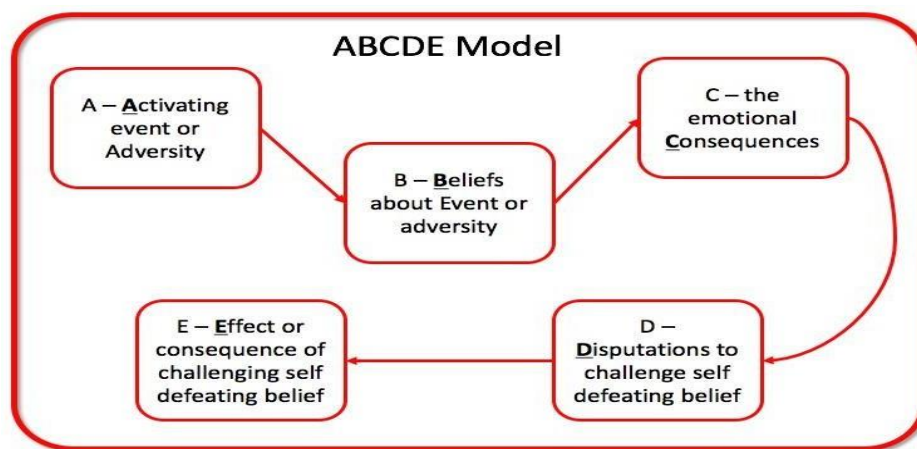 ABCDE Model
A – Activating
event or
Adversity
B – Beliefs
about Event or
adversity
C – the
emotional
Consequences
D –
Disputations to
challenge self
defeating belief
E – Effect or
consequence of
challenging self
defeating belief